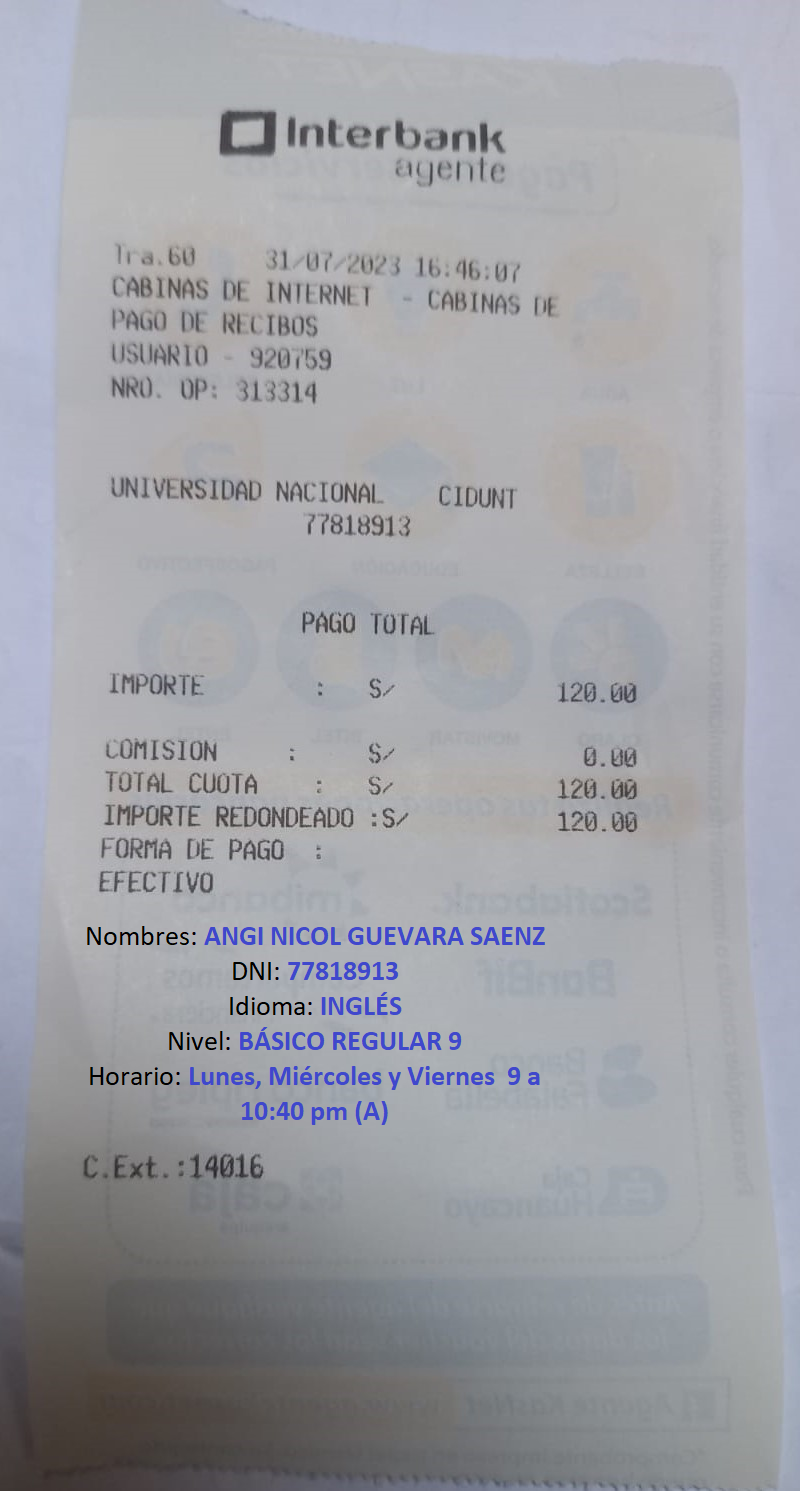 Interbank
agente
Tra.60 31/07/2023 16:46:07
CABINAS DE INTERNET - CABINAS DE
PAGO DE RECIBOS
USUARIO - 920759
NRO. OP: 313314
UNIVERSIDAD NACIONAL CIDUNT
77818913
PAGO TOTAL
IMPORTE : S/ 120.00
COMISION : S/ 0.00
TOTAL CUOTA : S/ 120.00
IMPORTE REDONDEADO :S/ 120.00
FORMA DE PAGO :
EFECTIVO
Nombres: ANGI NICOL GUEVARA SAENZ
DNI: 77818913
Idioma: INGLÉS
Nivel: BÁSICO REGULAR 9
Horario: Lunes, Miércoles y Viernes 9 a
10:40 pm (A)
C.Ext.:14016